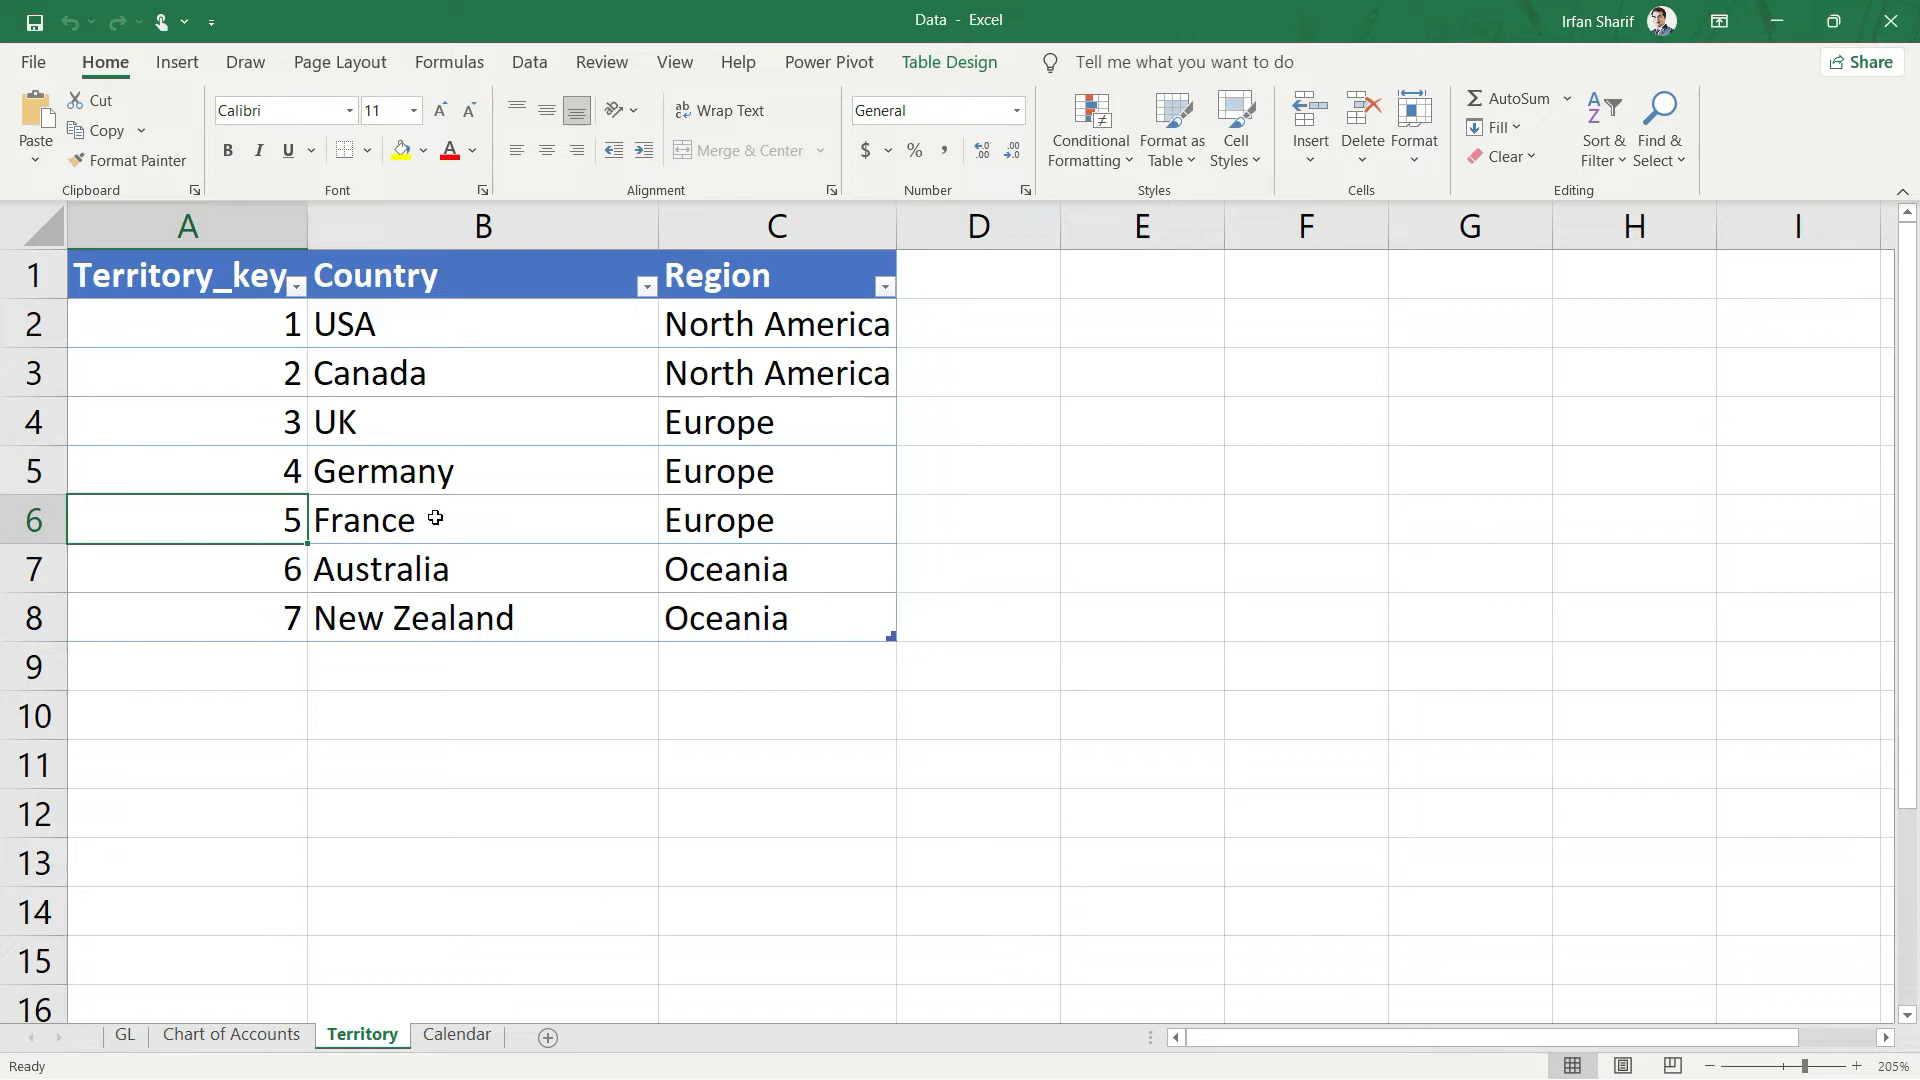 Data - Excel
Irfan Sharif
File Home Insert Draw Page Layout Formulas Data Review View Help Power Pivot Table Design Tell me what you want to do Share
Paste
Cut
Copy
Format Painter
Clipboard
Calibri 11
B I U A
Font
Wrap Text
Merge & Center
Alignment
General
$ % ,
Number
Conditional Formatting
Format as Table
Cell Styles
Styles
Insert Delete Format
Cells
AutoSum
Fill
Clear
Sort & Filter
Find & Select
Editing
A B C D E F G H I
1 Territory_key Country Region
2 1 USA North America
3 2 Canada North America
4 3 UK Europe
5 4 Germany Europe
6 5 France Europe
7 6 Australia Oceania
8 7 New Zealand Oceania
9
10
11
12
13
14
15
16
GL Chart of Accounts Territory Calendar
Ready 205%